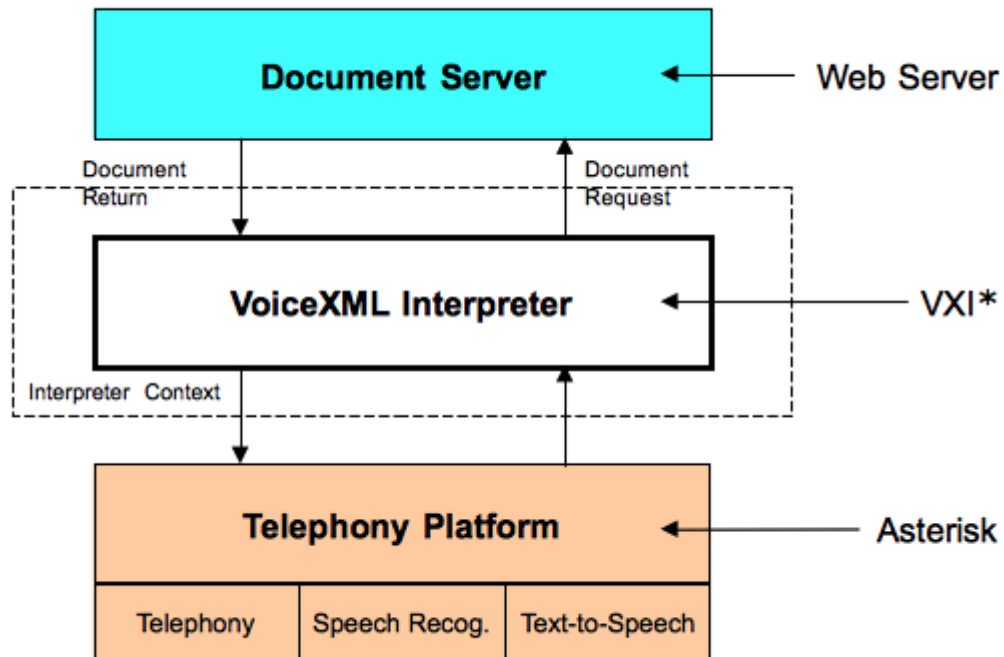 Document Server
Web Server
Document
Return
Document
Request
VoiceXML Interpreter
VXI*
Interpreter Context
Telephony Platform
Asterisk
Telephony
Speech Recog.
Text-to-Speech